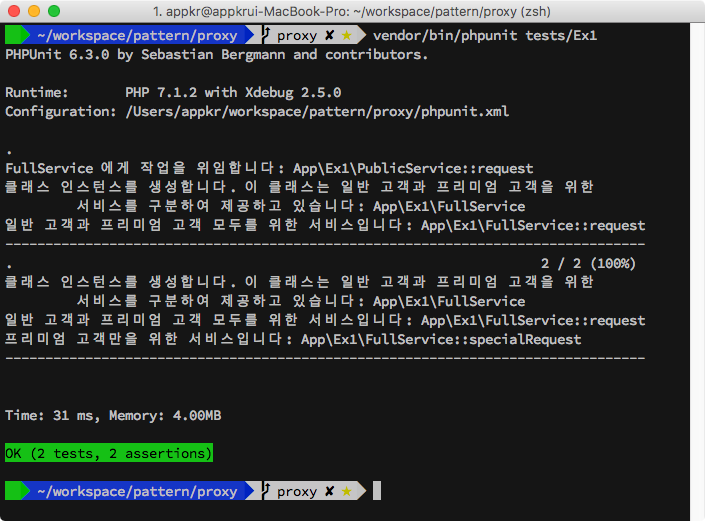 1. appkr@appkrui-MacBook-Pro: ~/workspace/pattern/proxy (zsh)
~/workspace/pattern/proxy proxy ✘ ★ vendor/bin/phpunit tests/Ex1
PHPUnit 6.3.0 by Sebastian Bergmann and contributors.
Runtime: PHP 7.1.2 with Xdebug 2.5.0
Configuration: /Users/appkr/workspace/pattern/proxy/phpunit.xml
.
FullService 에게 작업을 위임합니다: App\Ex1\PublicService::request
클래스 인스턴스를 생성합니다. 이 클래스는 일반 고객과 프리미엄 고객을 위한
서비스를 구분하여 제공하고 있습니다: App\Ex1\FullService
일반 고객과 프리미엄 고객 모두를 위한 서비스입니다: App\Ex1\FullService::request
--------------------------------------------------------------------------------
. 2 / 2 (100%)
클래스 인스턴스를 생성합니다. 이 클래스는 일반 고객과 프리미엄 고객을 위한
서비스를 구분하여 제공하고 있습니다: App\Ex1\FullService
일반 고객과 프리미엄 고객 모두를 위한 서비스입니다: App\Ex1\FullService::request
프리미엄 고객만을 위한 서비스입니다: App\Ex1\FullService::specialRequest
--------------------------------------------------------------------------------
Time: 31 ms, Memory: 4.00MB
OK (2 tests, 2 assertions)
~/workspace/pattern/proxy proxy ✘ ★